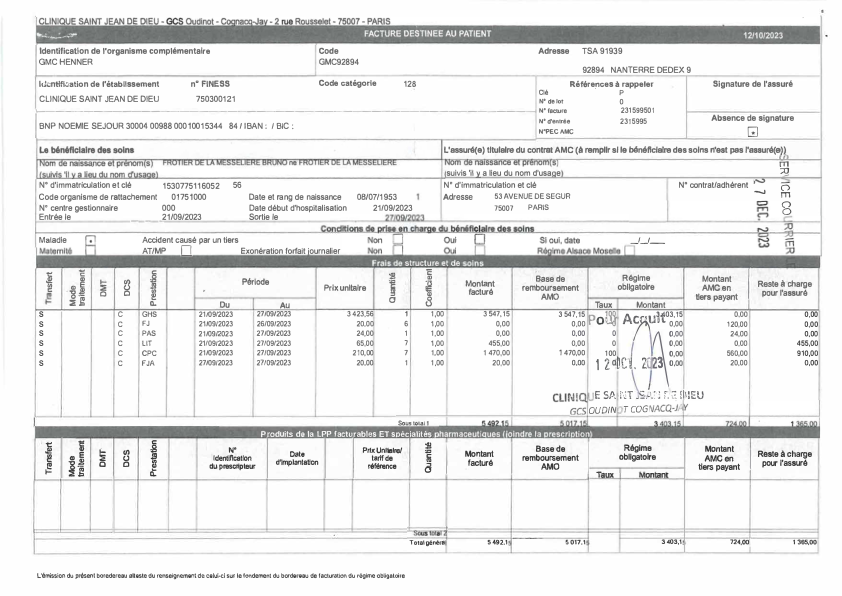 CLINIQUE SAINT JEAN DE DIEU - GCS Oudinot - Cognacq-Jay - 2 rue Rousselet - 75007 - PARIS
FACTURE DESTINEE AU PATIENT 12/10/2023
Identification de l'organisme complémentaire Code Adresse TSA 91939
GMC HENNER GMC92894
92894 NANTERRE DEDEX 9
Identification de l'établissement n° FINESS Code catégorie 128 Références à rappeler Signature de l'assuré
Clé P
CLINIQUE SAINT JEAN DE DIEU 750300121
N° de lot 0
N° facture 231599501
N° d'entrée 2315995 Absence de signature
N°PEC AMC
BNP NOEMIE SEJOUR 30004 00988 00010015344 84 / IBAN : / BIC :
Le bénéficiaire des soins L'assuré(e) titulaire du contrat AMC (à remplir si le bénéficiaire des soins n'est pas l'assuré(e))
Nom de naissance et prénom(s) FROTIER DE LA MESSELIERE BRUNO ne FROTIER DE LA MESSELIERE Nom de naissance et prénom(s)
(suivis 'il y a lieu du nom d'usage) (suivis 'il y a lieu du nom d'usage)
N° d'immatriculation et clé 1530775116052 56 N° d'immatriculation et clé N° contrat/adhérent
Code organisme de rattachement 01751000 Date et rang de naissance 08/07/1953 1 Adresse 53 AVENUE DE SEGUR
N° centre gestionnaire 000 Date début d'hospitalisation 21/09/2023 75007 PARIS
Entrée le 21/09/2023 Sortie le 27/09/2023
SERVICE COURRIER
27 DEC. 2023
Conditions de prise en charge du bénéficiaire des soins
Maladie Accident causé par un tiers Non Oui Si oui, date _/_/__
Maternité AT/MP Exonération forfait journalier Non Oui Régime Alsace Moselle
Frais de structure et de soins
Transfert Mode traitement DMT DCS Prestation Période Prix unitaire Quantité Coefficient Montant facturé Base de remboursement AMO Régime obligatoire Montant AMC en tiers payant Reste à charge pour l'assuré
Du Au Taux Montant
S C GHS 21/09/2023 27/09/2023 3 423,56 1 1,00 3 547,15 3 547,15 3 403,15 0,00 0,00
S C FJ 21/09/2023 26/09/2023 20,00 6 1,00 0,00 0,00 0,00 120,00 0,00
S C PAS 21/09/2023 27/09/2023 24,00 1 1,00 0,00 0,00 0,00 24,00 0,00
S C LIT 21/09/2023 27/09/2023 65,00 7 1,00 455,00 0,00 0,00 0,00 455,00
S C CPC 21/09/2023 27/09/2023 210,00 7 1,00 1 470,00 1 470,00 100 0,00 560,00 910,00
S C FJA 27/09/2023 27/09/2023 20,00 1 1,00 0,00 0,00 0,00 20,00 0,00
Pour Acquit
12 OCT. 2023
CLINIQUE SAINT JEAN DE DIEU
GCS OUDINOT COGNACQ-JAY
Sous total 1 5 492,15 5 017,15 3 403,15 724,00 1 365,00
Produits de la LPP facturables ET spécialités pharmaceutiques (joindre la prescription)
Transfert Mode traitement DMT DCS Prestation N° Identification du prescripteur Date d'implantation Prix Unitaire/ tarif de référence Quantité Montant facturé Base de remboursement AMO Régime obligatoire Montant AMC en tiers payant Reste à charge pour l'assuré
Taux Montant
Sous total 2
Total général 5 492,15 5 017,15 3 403,15 724,00 1 365,00
L'émission du présent boredereau atteste du renseignement de celui-ci sur le fondement du bordereau de facturation du régime obligatoire